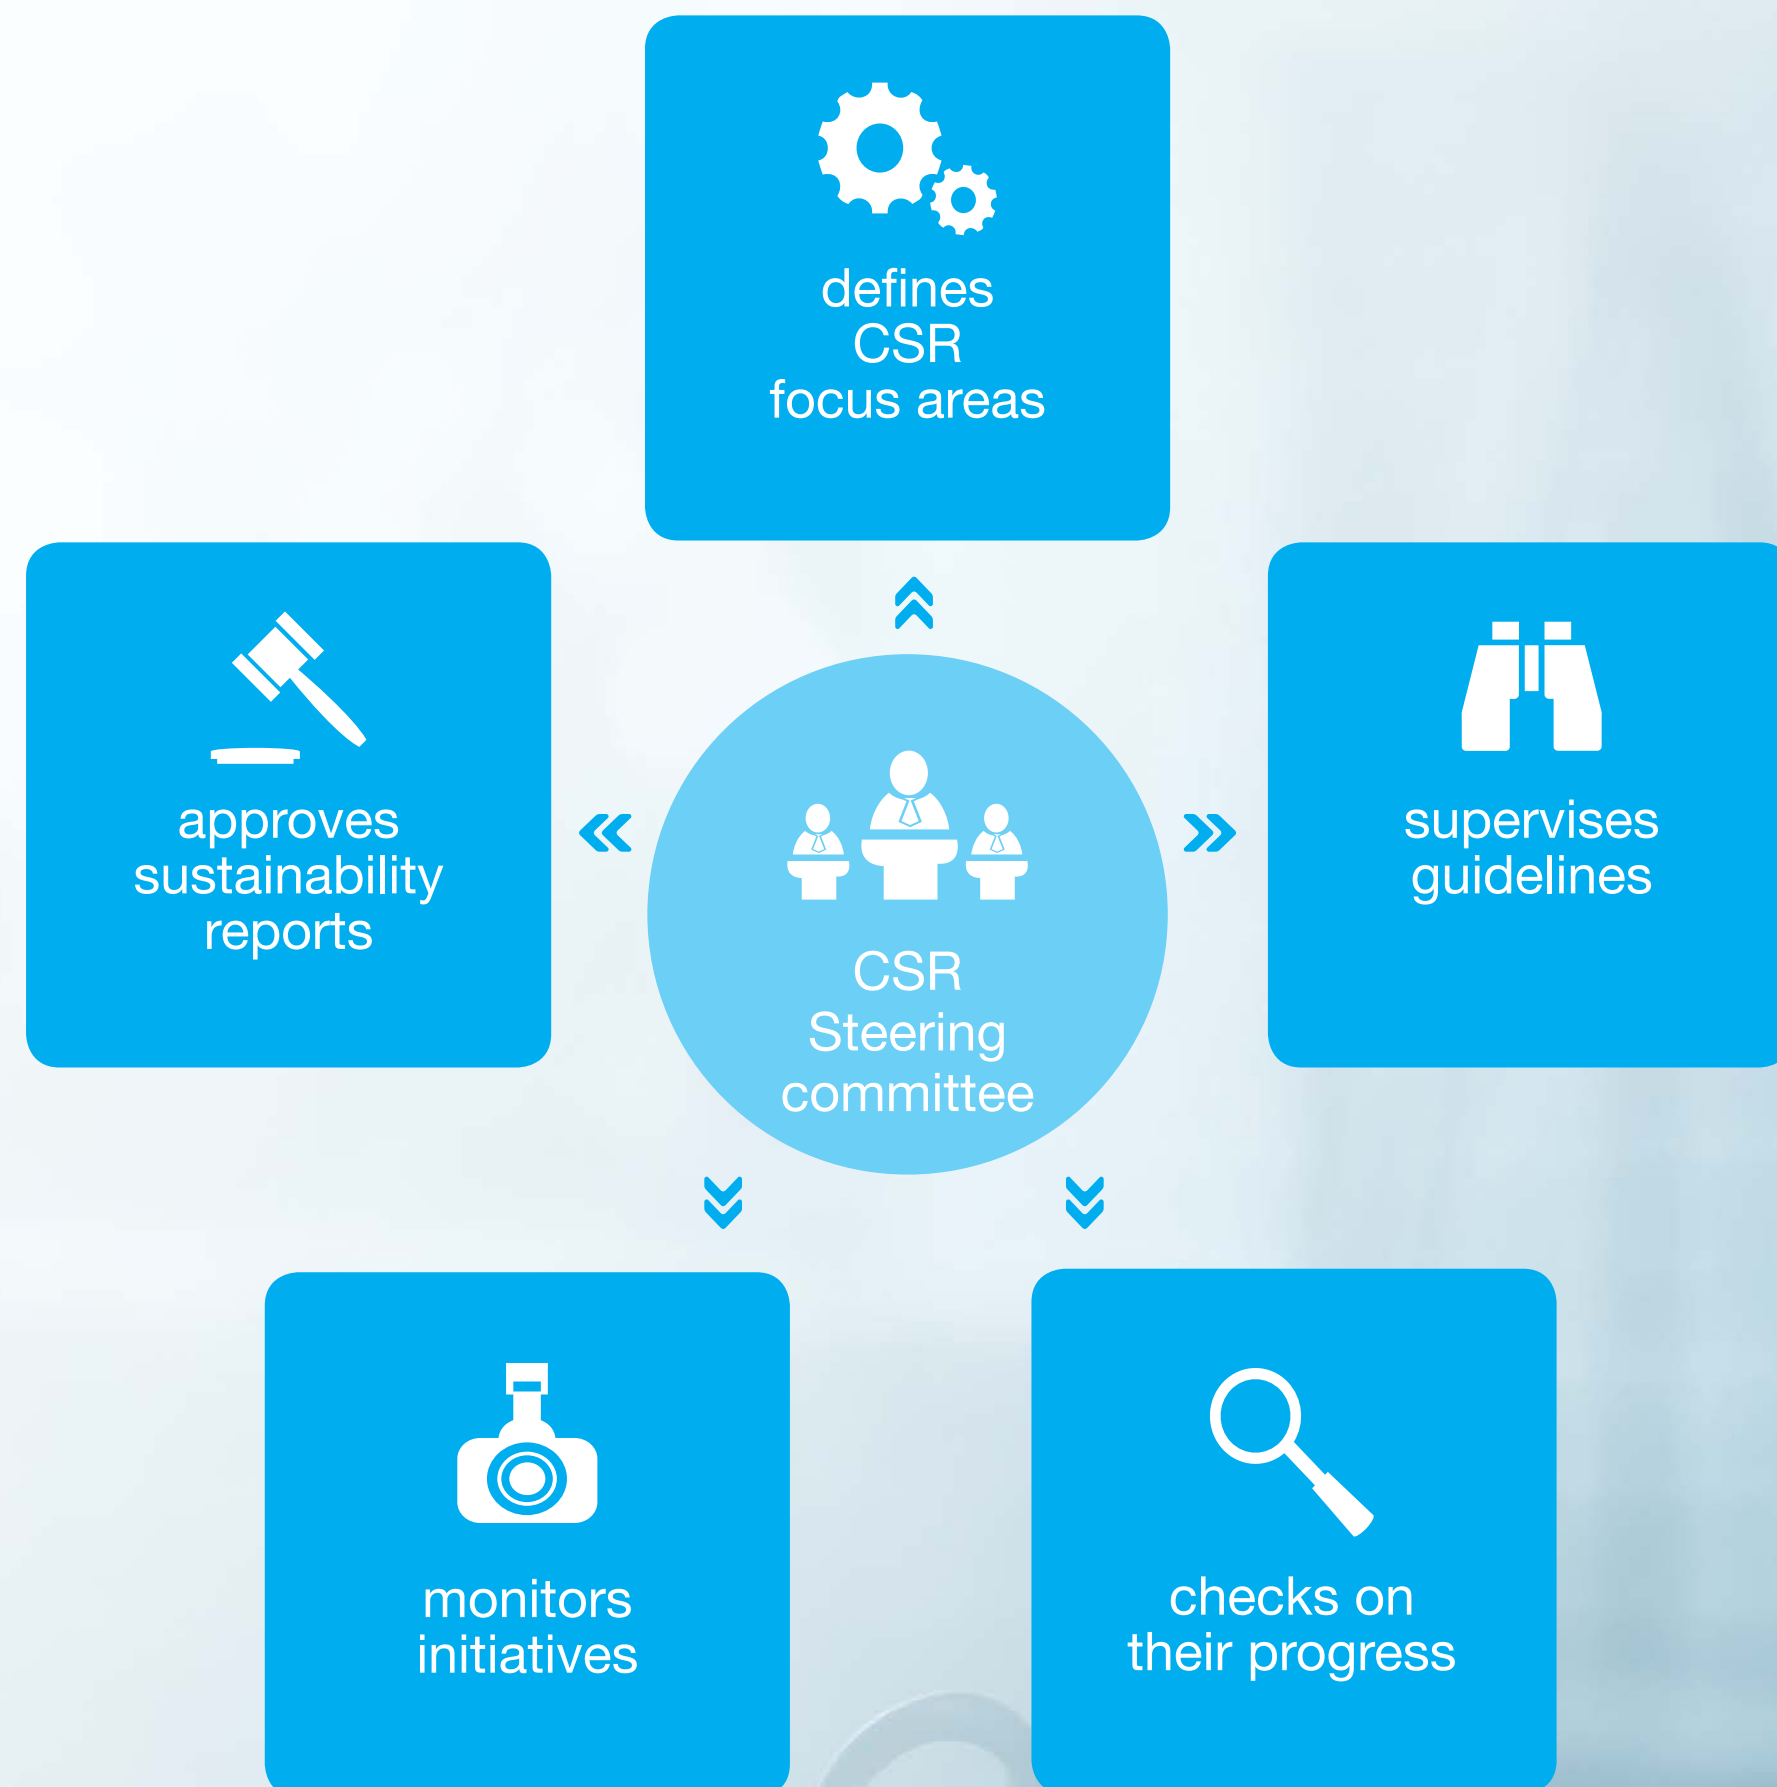 defines
CSR
focus areas
approves
sustainability
reports
CSR
Steering
committee
supervises
guidelines
monitors
initiatives
checks on
their progress